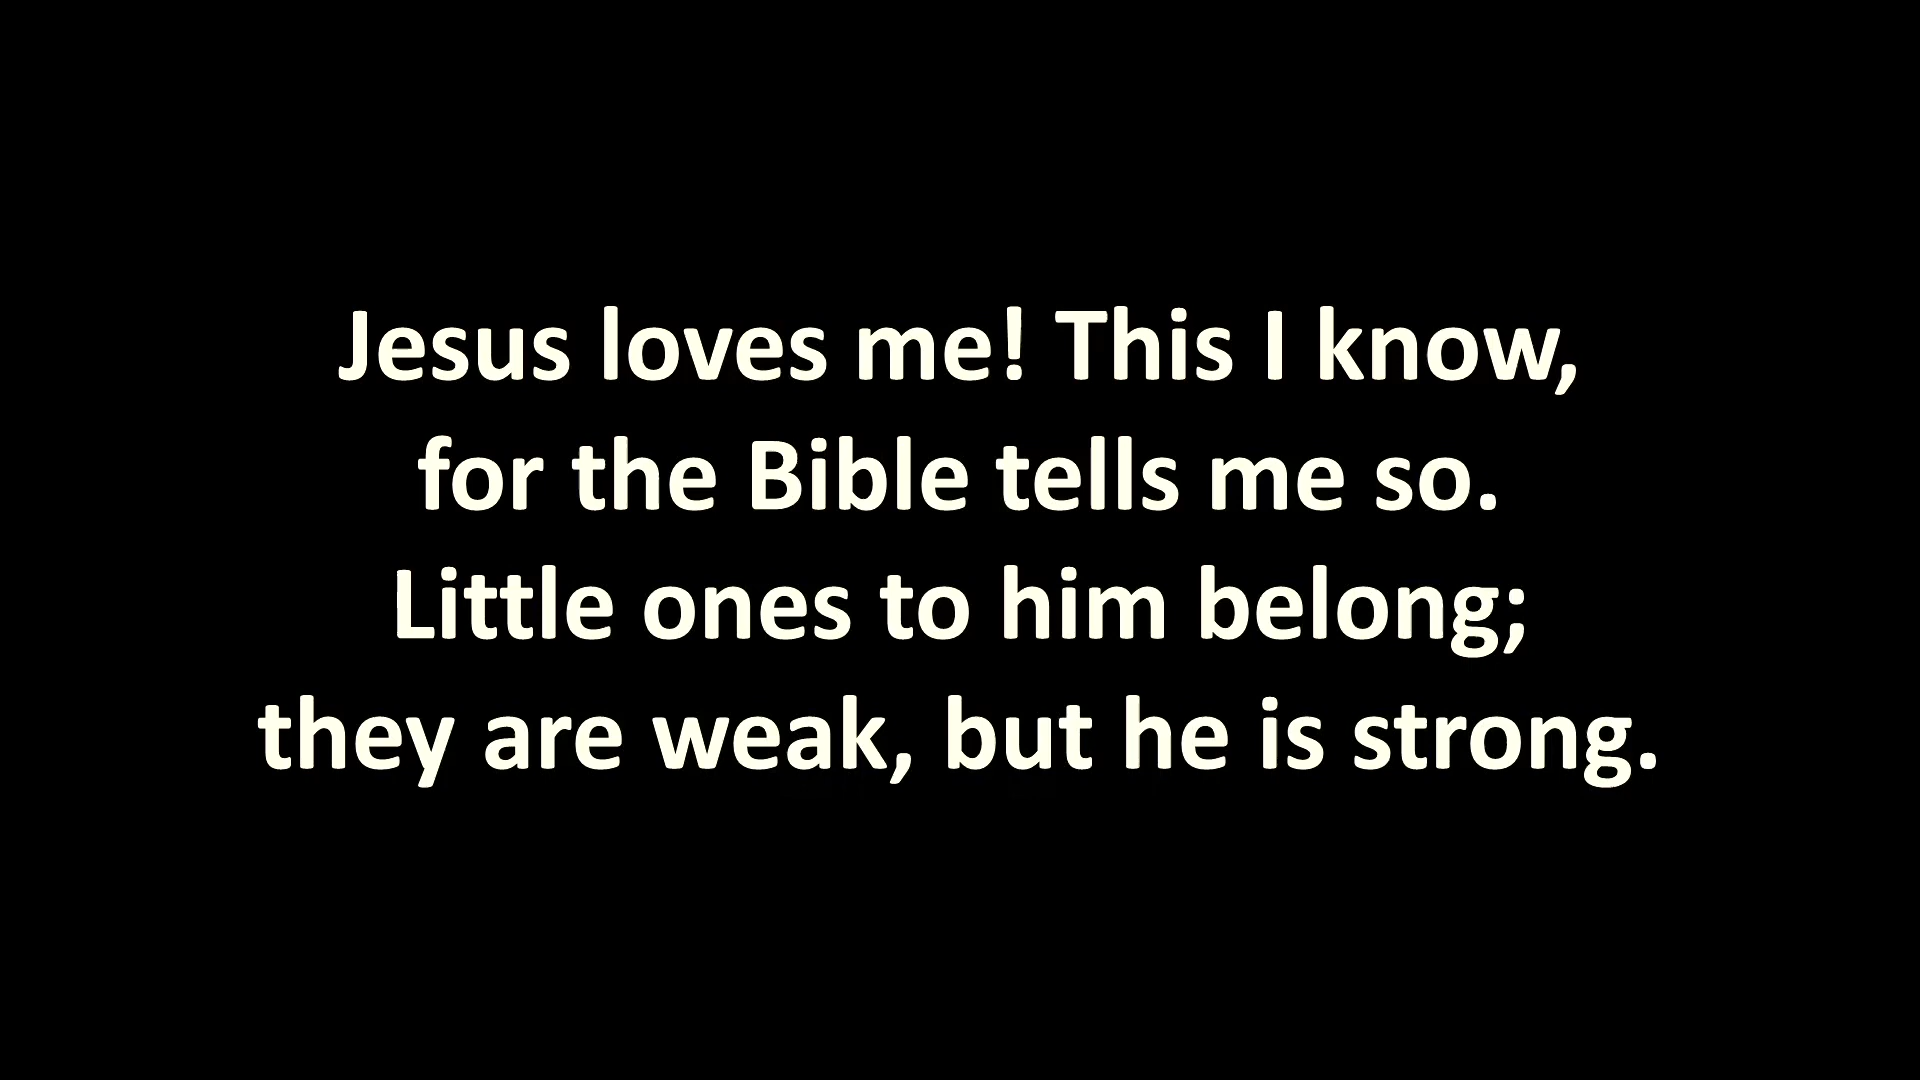 Jesus loves me! This I know,
for the Bible tells me so.
Little ones to him belong;
they are weak, but he is strong.